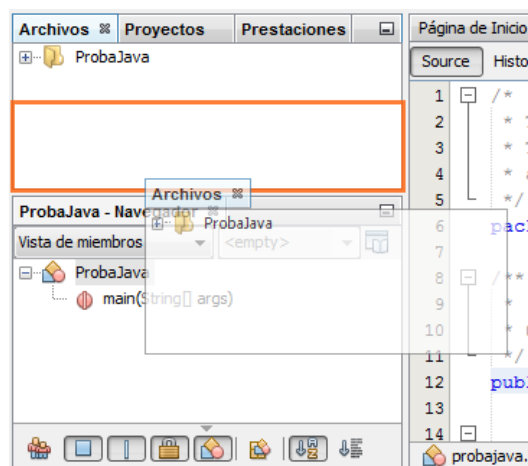 Archivos Proyectos Prestaciones
ProbaJava
Archivos
ProbaJava
ProbaJava - Navegador
Vista de miembros <empty>
ProbaJava
main(String[] args)
Página de Inicio
Source Histo
1 /*
2 *
3 *
4 *
5 */
6 pac
7
8 /**
9 *
10 *
11 */
12 publ
13
14
probajava.